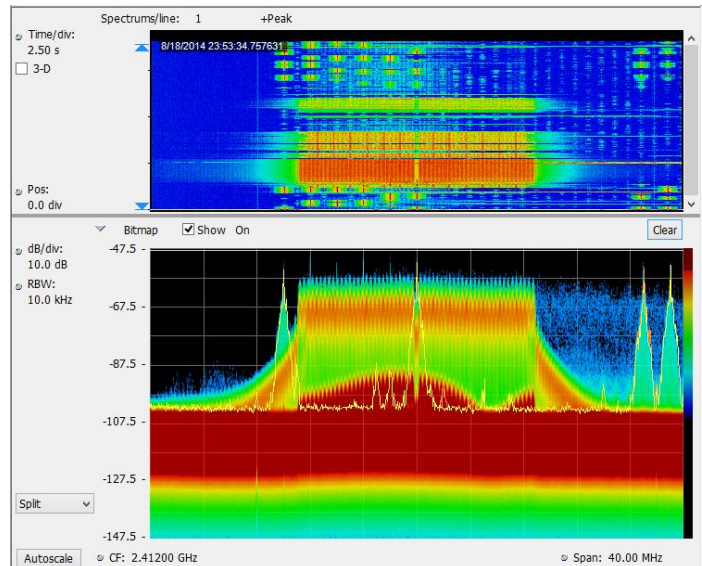 Spectrums/line: 1 +Peak
Time/div:
2.50 s
8/18/2014 23:53:34.757631
3-D
Pos:
0.0 div
Bitmap Show On Clear
dB/div:
10.0 dB
RBW:
10.0 kHz
-47.5
-67.5
-87.5
-107.5
-127.5
-147.5
Split
Autoscale CF: 2.41200 GHz Span: 40.00 MHz